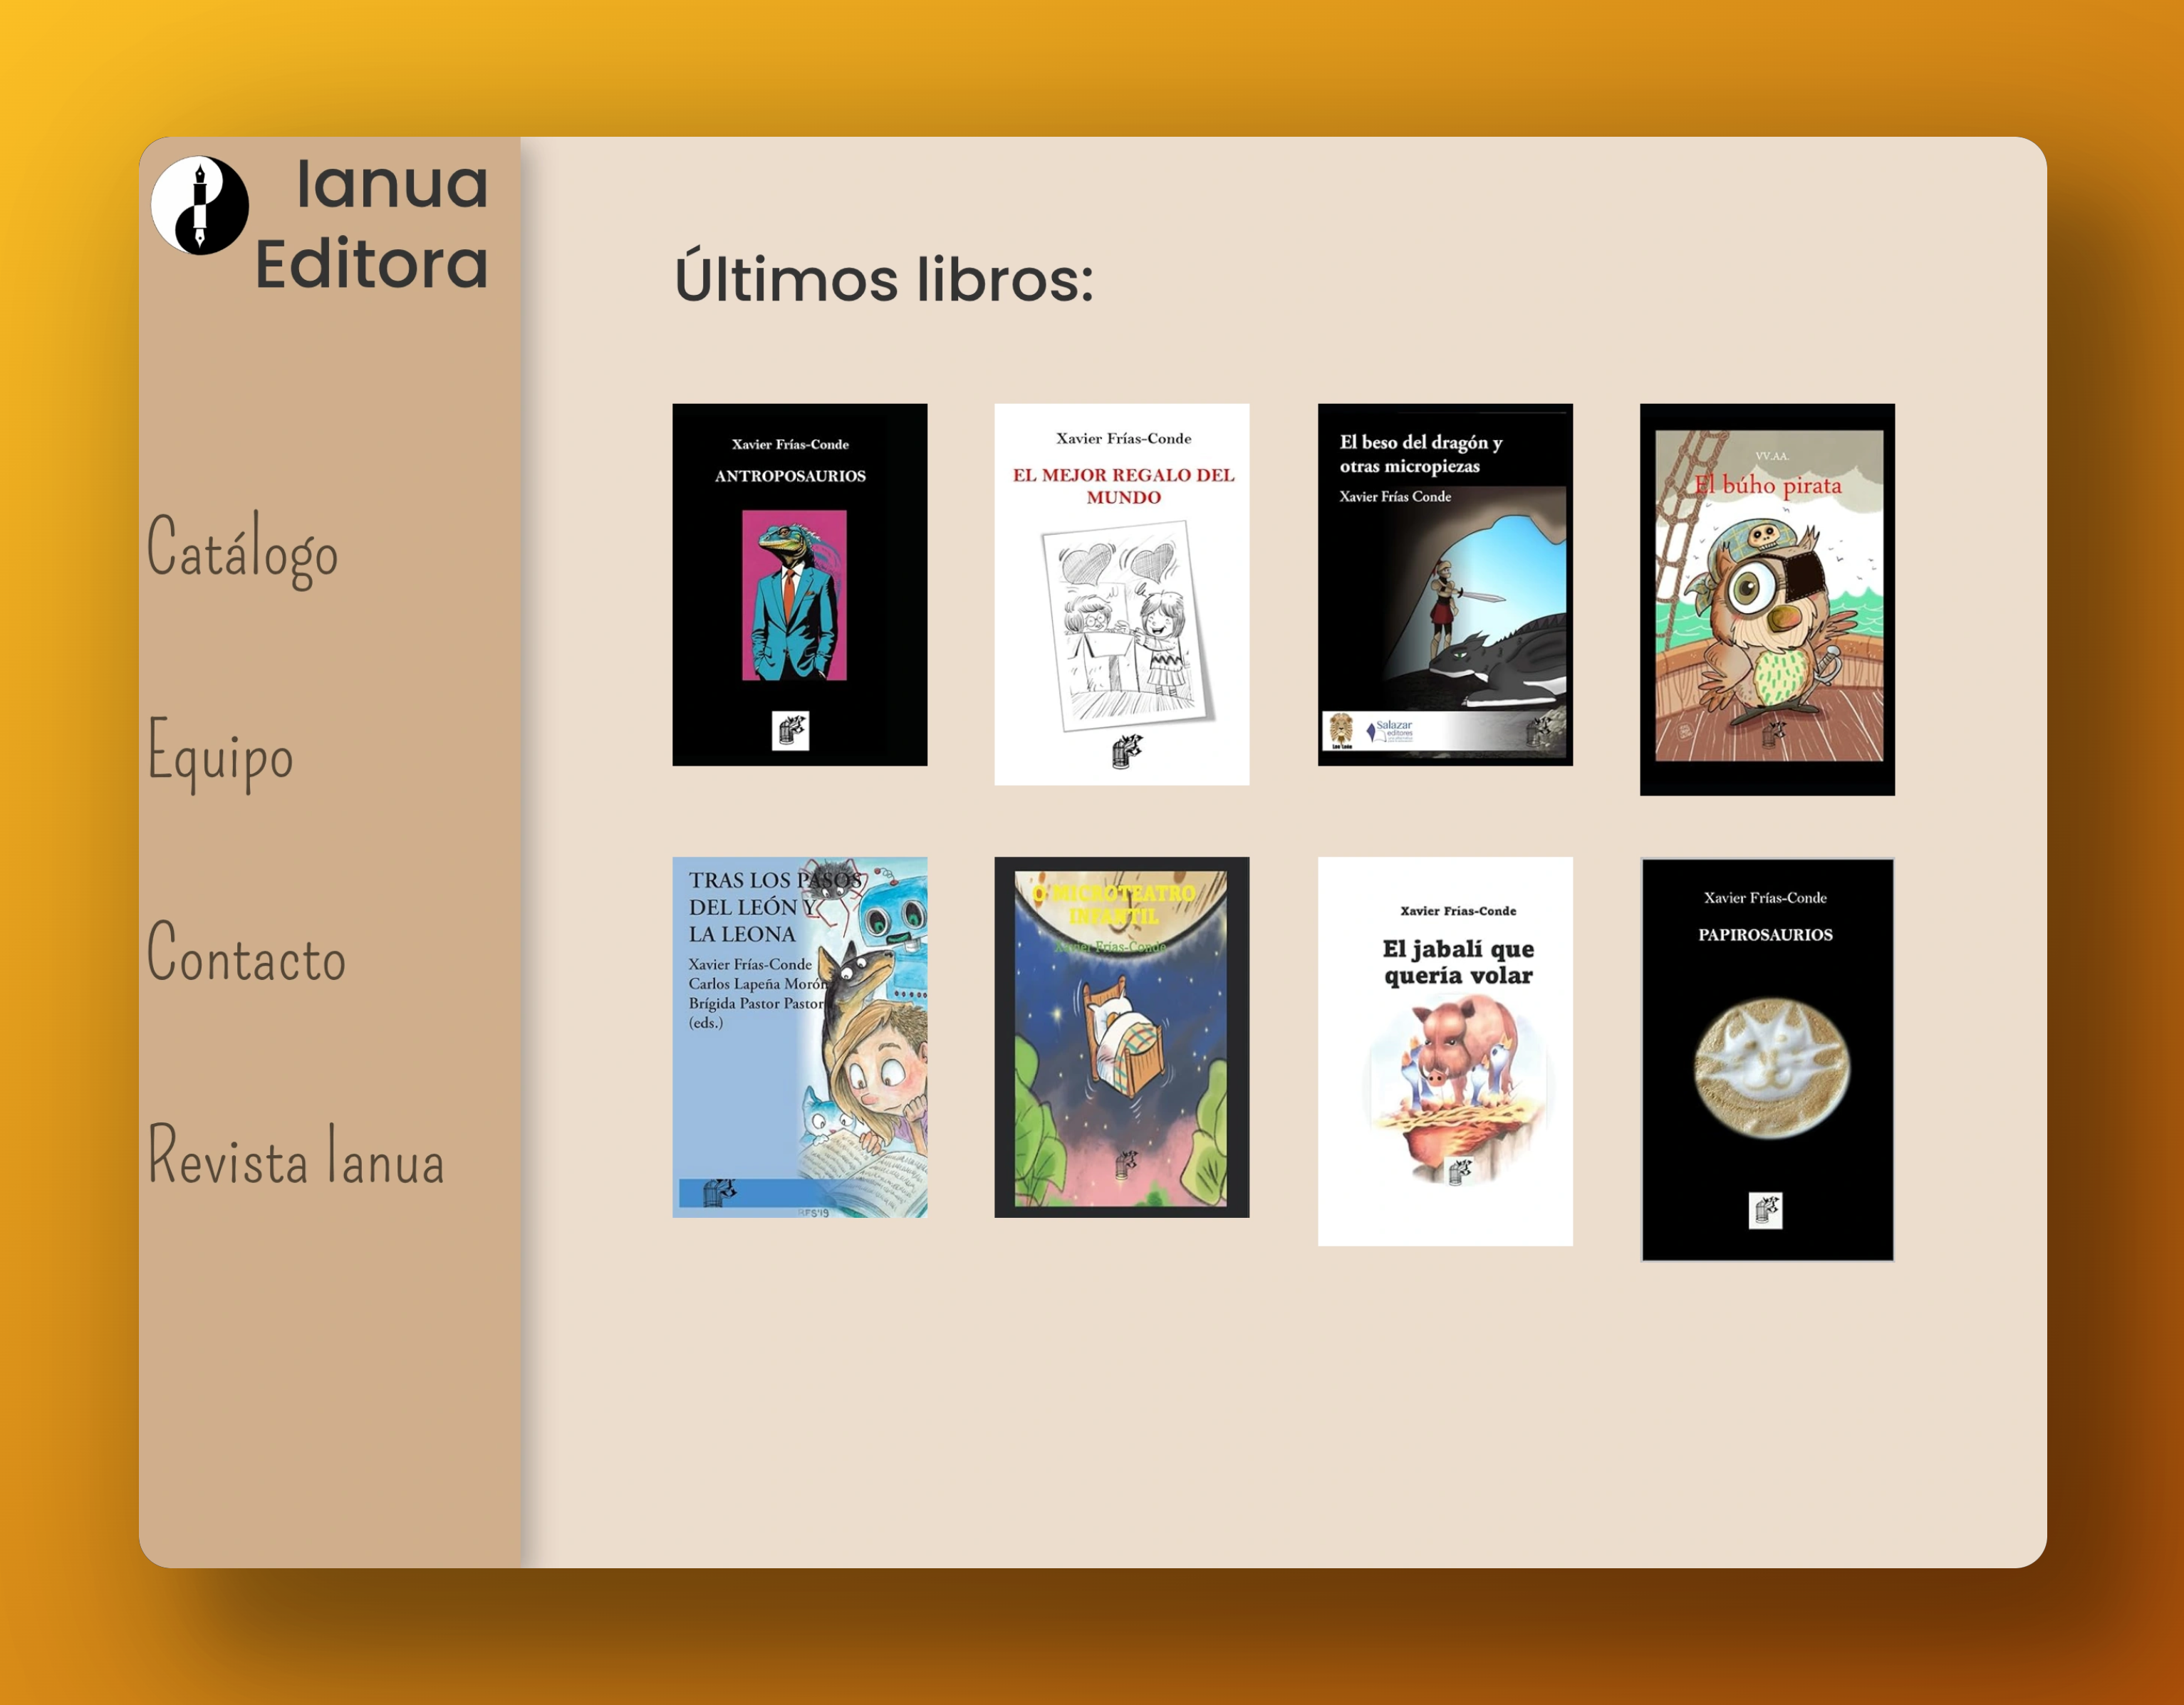 Ianua
Editora
Catálogo
Equipo
Contacto
Revista Ianua
Últimos libros:
Xavier Frías-Conde
ANTROPOSAURIOS
Xavier Frías-Conde
EL MEJOR REGALO DEL
MUNDO
El beso del dragón y
otras micropiezas
Xavier Frías Conde
Leo León
Salazar
editores
VV.AA.
El búho pirata
TRAS LOS PASOS
DEL LEÓN Y
LA LEONA
Xavier Frías-Conde
Carlos Lapeña Morón
Brígida Pastor Pastor
(eds.)
O MICROTEATRO
INFANTIL
Xavier Frías-Conde
Xavier Frías-Conde
El jabalí que
quería volar
Xavier Frías-Conde
PAPIROSAURIOS